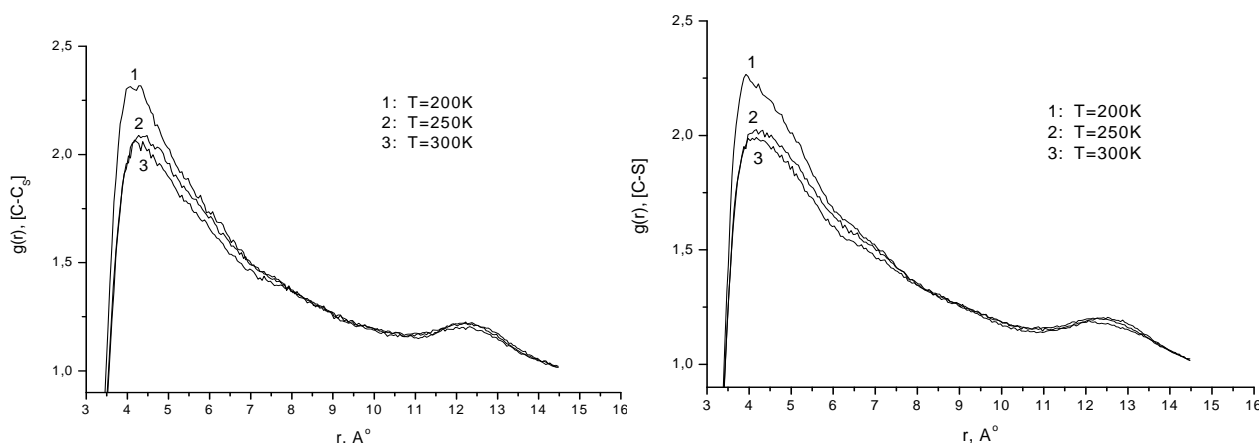 2,5
2,0
1,5
1,0
g(r), [C-Cs]
3 4 5 6 7 8 9 10 11 12 13 14 15 16
r, A°
1
2
3
1: T=200K
2: T=250K
3: T=300K
2,5
2,0
1,5
1,0
g(r), [C-S]
3 4 5 6 7 8 9 10 11 12 13 14 15 16
r, A°
1
2
3
1: T=200K
2: T=250K
3: T=300K